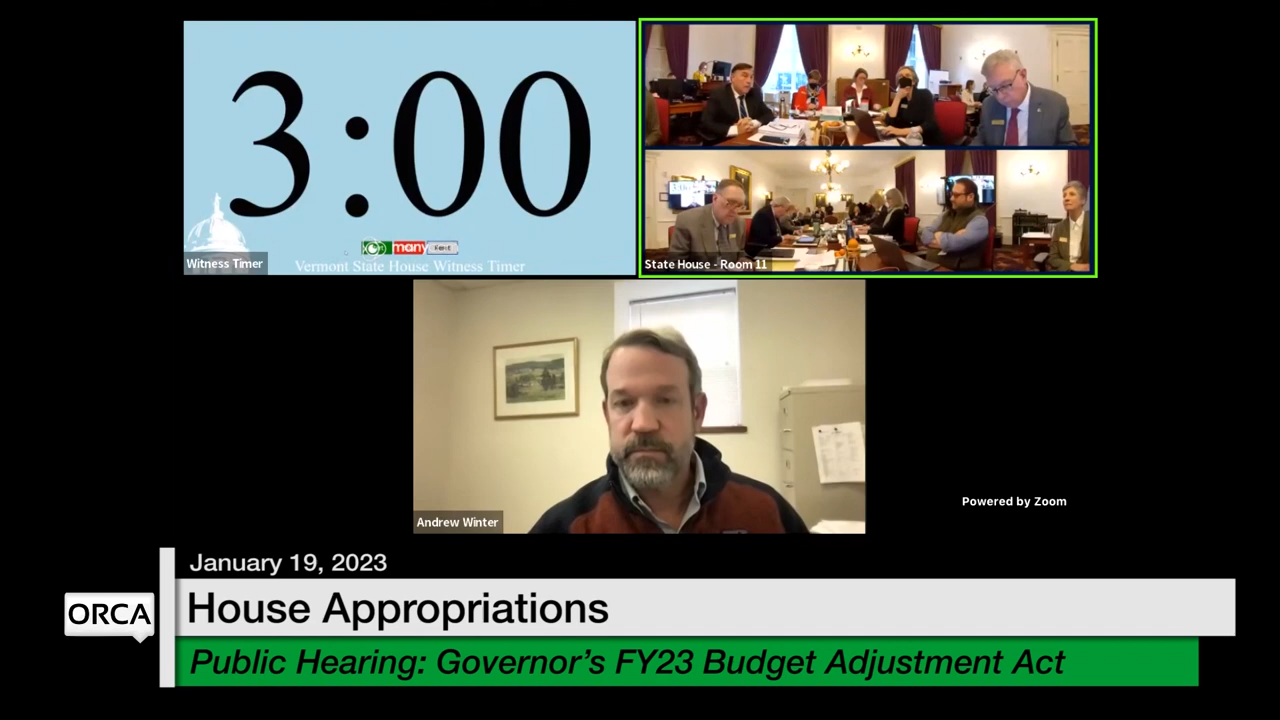 3:00
many
Witness Timer
Vermont State House Witness Timer
State House - Room 11
Andrew Winter
Powered by Zoom
January 19, 2023
ORCA
House Appropriations
Public Hearing: Governor's FY23 Budget Adjustment Act